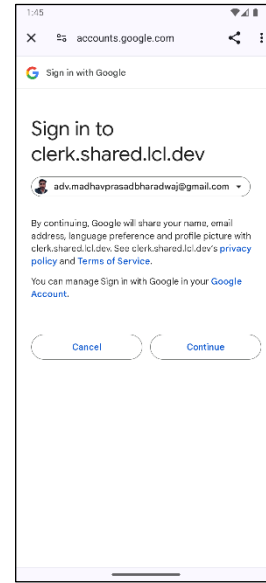 1:45
accounts.google.com
Sign in with Google
Sign in to
clerk.shared.lcl.dev
adv.madhavprasadbharadwaj@gmail.com
By continuing, Google will share your name, email
address, language preference and profile picture with
clerk.shared.lcl.dev. See clerk.shared.lcl.dev's privacy
policy and Terms of Service.
You can manage Sign in with Google in your Google
Account.
Cancel Continue